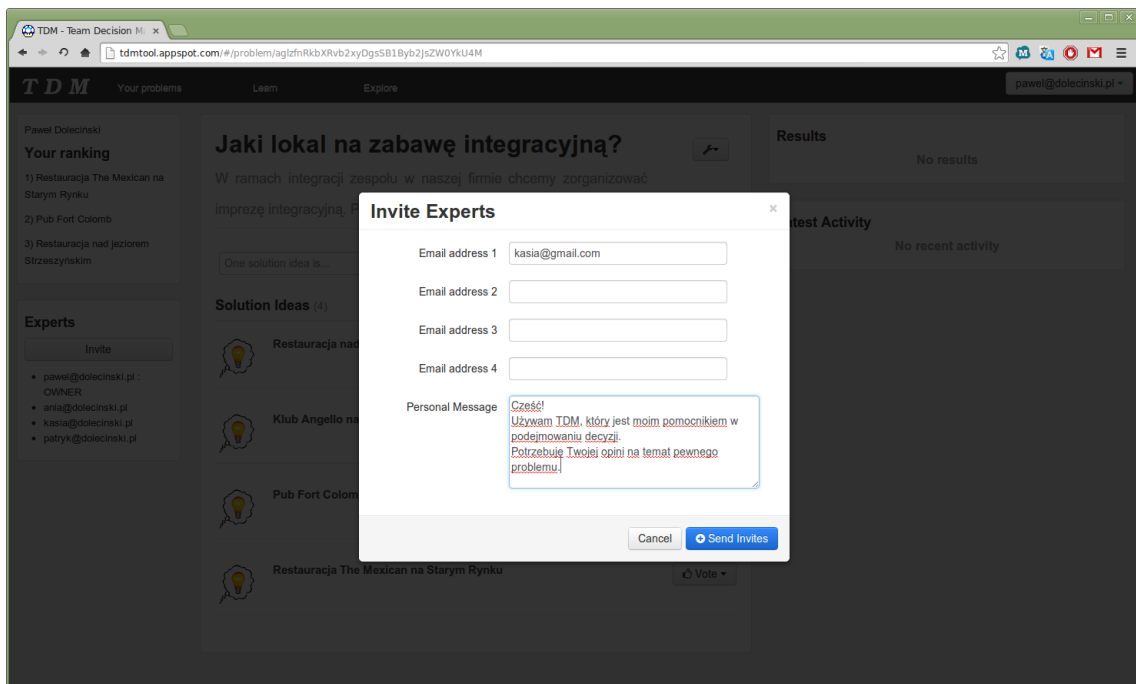 TDM - Team Decision M
tdmtool.appspot.com/#/problem/
T D M
Your problems
Learn
Explore
pawel@dolecinski.pl
Paweł Doleciński
Your ranking
1) Restauracja The Mexican na
Starym Rynku
2) Pub Fort Colomb
3) Restauracja nad jeziorem
Strzeszyńskim
Experts
Invite
pawel@dolecinski.pl :
OWNER
ania@dolecinski.pl
kasia@dolecinski.pl
patryk@dolecinski.pl
Jaki lokal na zabawę integracyjną?
W ramach integracji zespołu w naszej firmie chcemy zorganizować
imprezę integracyjną. P
One solution idea is...
Solution Ideas (4)
Restauracja nad
Klub Angello na
Pub Fort Colom
Restauracja The Mexican na Starym Rynku
Vote
Results
No results
test Activity
No recent activity
Invite Experts
×
Email address 1
kasia@gmail.com
Email address 2
Email address 3
Email address 4
Personal Message
Cześć!
Używam TDM, który jest moim pomocnikiem w
podejmowaniu decyzji.
Potrzebuję Twojej opini na temat pewnego
problemu.
Cancel
Send Invites